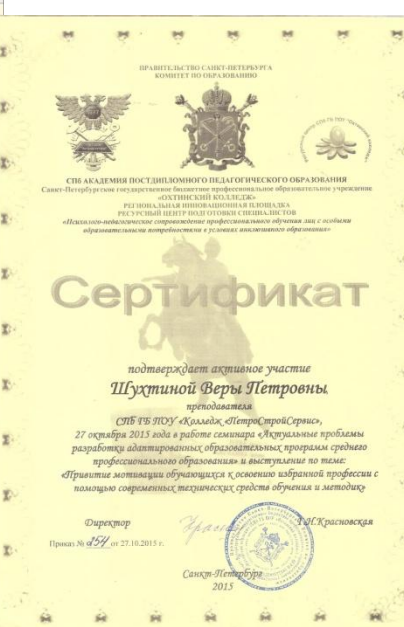 ПРАВИТЕЛЬСТВО САНКТ-ПЕТЕРБУРГА
КОМИТЕТ ПО ОБРАЗОВАНИЮ
СПб АКАДЕМИЯ ПОСТДИПЛОМНОГО ПЕДАГОГИЧЕСКОГО ОБРАЗОВАНИЯ
Санкт-Петербургское государственное бюджетное профессиональное образовательное учреждение
«ОХТИНСКИЙ КОЛЛЕДЖ»
РЕГИОНАЛЬНАЯ ИННОВАЦИОННАЯ ПЛОЩАДКА
РЕСУРСНЫЙ ЦЕНТР ПОДГОТОВКИ СПЕЦИАЛИСТОВ
«Психолого-педагогическое сопровождение профессионального обучения лиц с особыми
образовательными потребностями в условиях инклюзивного образования»
Сертификат
подтверждает активное участие
Шухтиной Веры Петровны,
преподавателя
СПб ГБ ПОУ «Колледж «ПетроСтройСервис»,
27 октября 2015 года в работе семинара «Актуальные проблемы
разработки адаптированных образовательных программ среднего
профессионального образования» и выступление по теме:
«Привитие мотивации обучающихся к освоению избранной профессии с
помощью современных технических средств обучения и методик»
Директор Т.Н.Красновская
Приказ № 254 от 27.10.2015 г.
Санкт-Петербург
2015